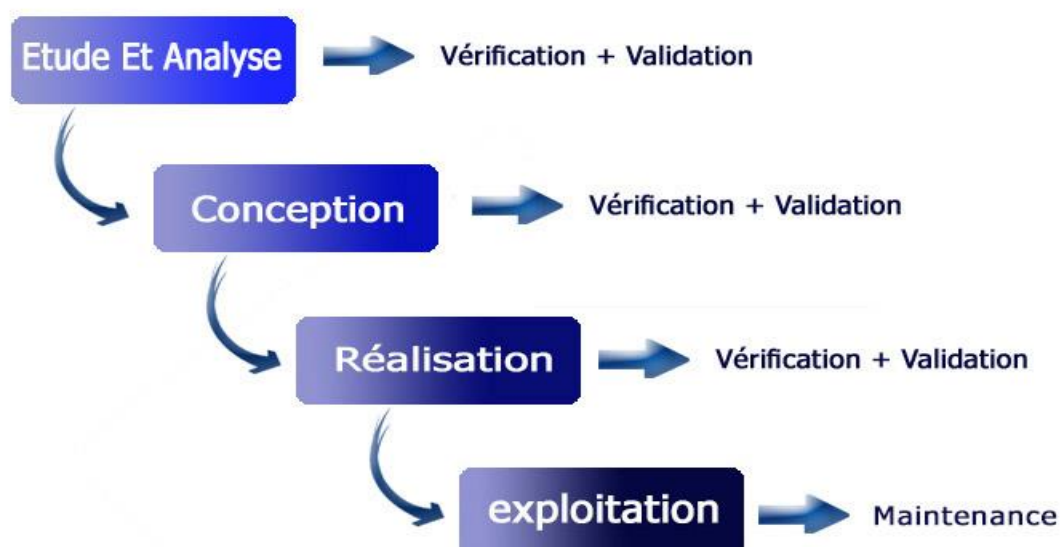 Etude Et Analyse
Vérification + Validation
Conception
Vérification + Validation
Réalisation
Vérification + Validation
exploitation
Maintenance